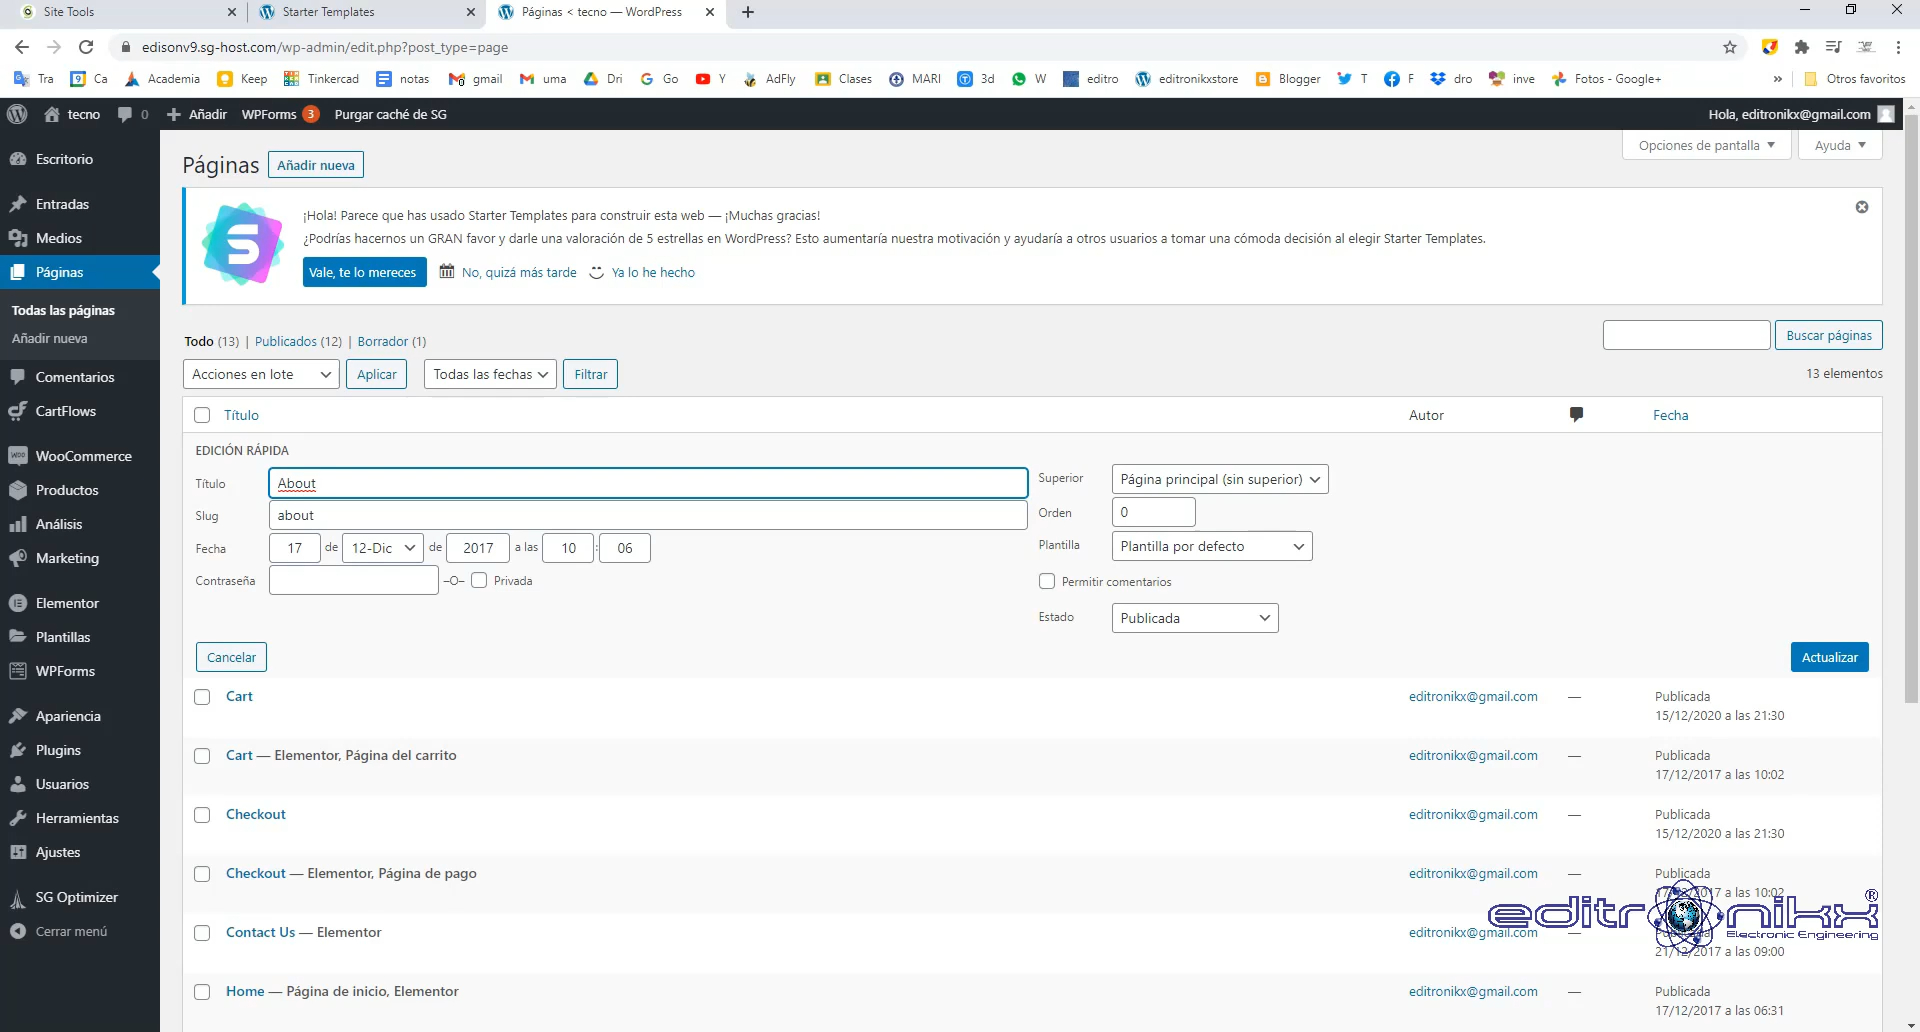 Site Tools
Starter Templates
Páginas < tecno — WordPress
edisonv9.sg-host.com/wp-admin/edit.php?post_type=page
Tra
Ca
Academia
Keep
Tinkercad
notas
gmail
uma
Dri
Go
Y
AdFly
Clases
MARI
3d
W
editro
editronikxstore
Blogger
T
F
dro
inve
Fotos - Google+
»
Otros favoritos
tecno
0
Añadir
WPForms 3
Purgar caché de SG
Hola, editronikx@gmail.com
Escritorio
Entradas
Medios
Páginas
Todas las páginas
Añadir nueva
Comentarios
CartFlows
WooCommerce
Productos
Análisis
Marketing
Elementor
Plantillas
WPForms
Apariencia
Plugins
Usuarios
Herramientas
Ajustes
SG Optimizer
Cerrar menú
Opciones de pantalla
Ayuda
Páginas
Añadir nueva
¡Hola! Parece que has usado Starter Templates para construir esta web — ¡Muchas gracias!
¿Podrías hacernos un GRAN favor y darle una valoración de 5 estrellas en WordPress? Esto aumentaría nuestra motivación y ayudaría a otros usuarios a tomar una cómoda decisión al elegir Starter Templates.
Vale, te lo mereces
No, quizá más tarde
Ya lo he hecho
Todo (13) | Publicados (12) | Borrador (1)
Buscar páginas
Acciones en lote
Aplicar
Todas las fechas
Filtrar
13 elementos
Título
Autor
Fecha
EDICIÓN RÁPIDA
Título
About
Slug
about
Fecha
17 de 12-Dic de 2017 a las 10 : 06
Contraseña
–O– Privada
Superior
Página principal (sin superior)
Orden
0
Plantilla
Plantilla por defecto
Permitir comentarios
Estado
Publicada
Cancelar
Actualizar
Cart
editronikx@gmail.com
—
Publicada
15/12/2020 a las 21:30
Cart — Elementor, Página del carrito
editronikx@gmail.com
—
Publicada
17/12/2017 a las 10:02
Checkout
editronikx@gmail.com
—
Publicada
15/12/2020 a las 21:30
Checkout — Elementor, Página de pago
editronikx@gmail.com
—
Publicada
17/12/2017 a las 10:02
Contact Us — Elementor
editronikx@gmail.com
—
Publicada
21/12/2017 a las 09:00
Home — Página de inicio, Elementor
editronikx@gmail.com
—
Publicada
17/12/2017 a las 06:31
editronikx®
Electronic Engineering